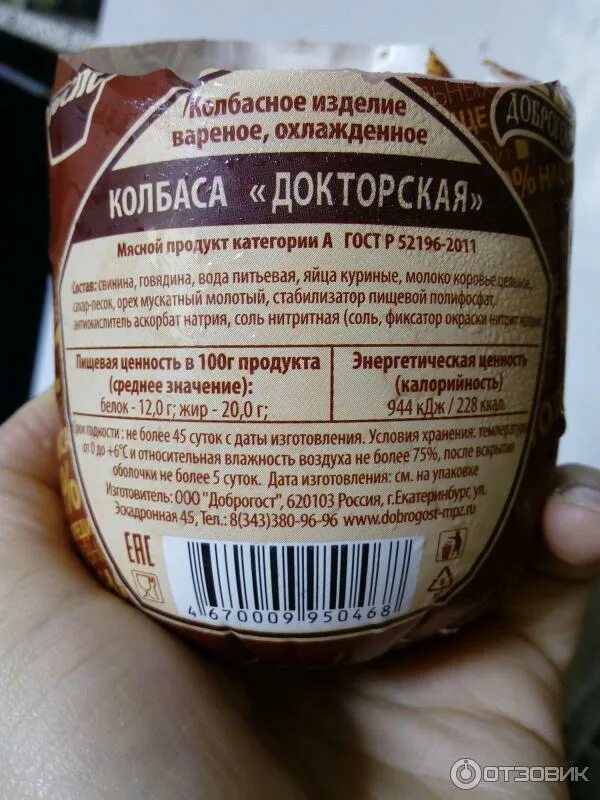 Колбасное изделие
вареное, охлажденное
ДОБРОГОСТ
КОЛБАСА «ДОКТОРСКАЯ»
Мясной продукт категории А ГОСТ Р 52196-2011
Состав: свинина, говядина, вода питьевая, яйца куриные, молоко коровье цельное,
сахар-песок, орех мускатный молотый, стабилизатор пищевой полифосфат,
антиокислитель аскорбат натрия, соль нитритная (соль, фиксатор окраски нитрит
Пищевая ценность в 100г продукта
(среднее значение):
белок - 12,0 г; жир - 20,0 г;
Энергетическая ценность
(калорийность)
944 кДж / 228 ккал.
срок годности : не более 45 суток с даты изготовления. Условия хранения: температура
от 0 до +6°С и относительная влажность воздуха не более 75%, после вскрытия
оболочки не более 5 суток. Дата изготовления: см. на упаковке
Изготовитель: ООО "Доброгост", 620103 Россия, г.Екатеринбург, ул.
Эскадронная 45, Тел.: 8(343)380-96-96 www.dobrogost-mpz.ru
ЕАС
4 670009 950468
ОТЗОВИК